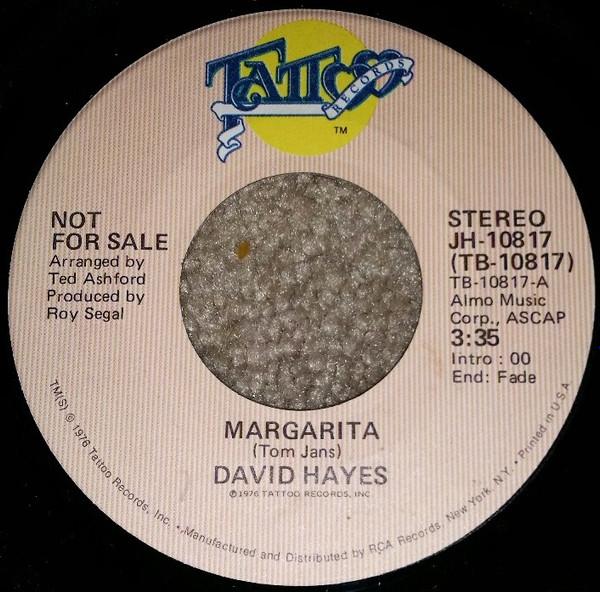 TATTOO
RECORDS
TM
NOT
FOR SALE
Arranged by
Ted Ashford
Produced by
Roy Segal
STEREO
JH-10817
(TB-10817)
TB-10817-A
Almo Music
Corp., ASCAP
3:35
Intro : 00
End: Fade
MARGARITA
(Tom Jans)
DAVID HAYES
℗1976 TATTOO RECORDS, INC.
TM(S) © 1976 Tattoo Records, Inc. • Manufactured and Distributed by RCA Records, New York, N.Y. • Printed in U.S.A.